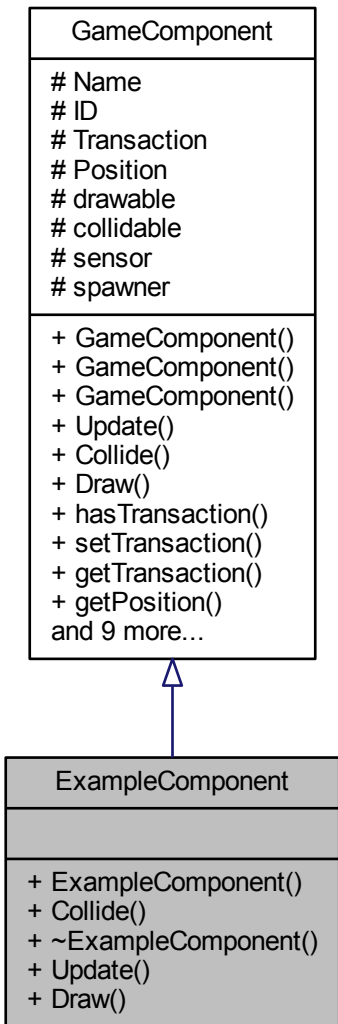 GameComponent
# Name
# ID
# Transaction
# Position
# drawable
# collidable
# sensor
# spawner
+ GameComponent()
+ GameComponent()
+ GameComponent()
+ Update()
+ Collide()
+ Draw()
+ hasTransaction()
+ setTransaction()
+ getTransaction()
+ getPosition()
and 9 more...
ExampleComponent
+ ExampleComponent()
+ Collide()
+ ~ExampleComponent()
+ Update()
+ Draw()